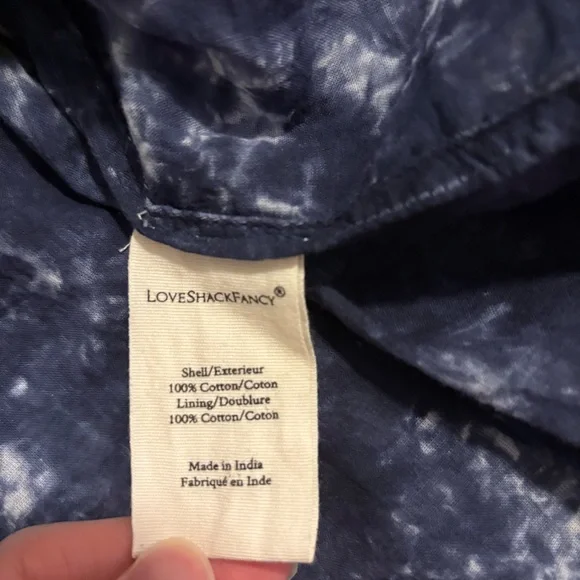 LOVESHACKFANCY®
Shell/Exterieur
100% Cotton/Coton
Lining/Doublure
100% Cotton/Coton
Made in India
Fabriqué en Inde